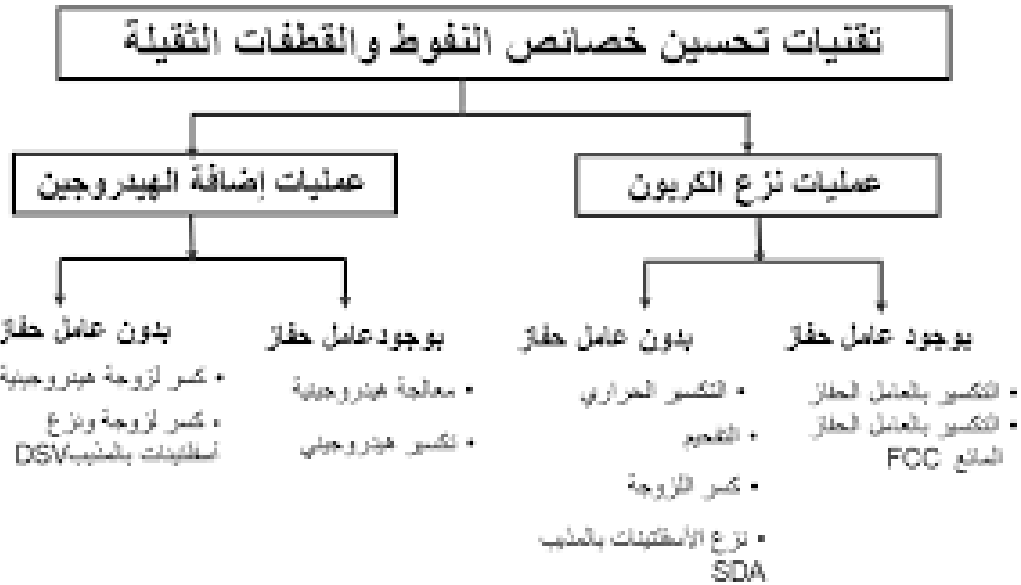 تقنيات تحسين خصائص النفوط والقطفات الثقيلة
عمليات نزع الكربون
عمليات إضافة الهيدروجين
بوجود عامل حفاز
• التكسير بالعامل الحفاز
• التكسير بالعامل الحفاز
المائع FCC
بدون عامل حفاز
• التكسير الحراري
• التفحيم
• كسر اللزوجة
• نزع الأسفلتينات بالمذيب
SDA
بوجود عامل حفاز
• معالجة هيدروجينية
• تكسير هيدروجيني
بدون عامل حفاز
• كسر لزوجة هيدروجينية
• كسر لزوجة ونزع
أسفلتينات بالمذيب DSV